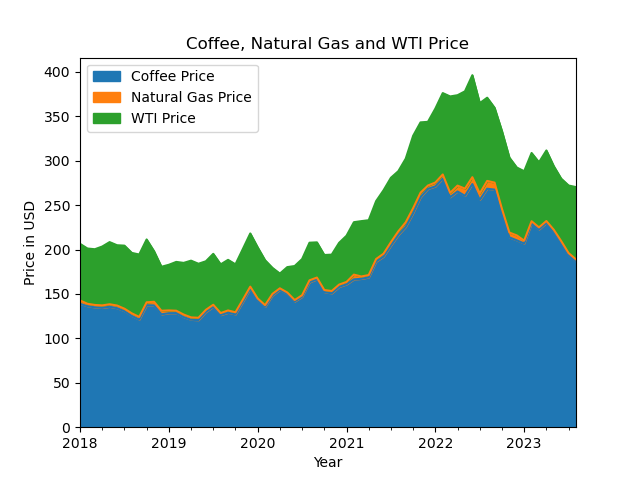 Coffee, Natural Gas and WTI Price
Coffee Price
Natural Gas Price
WTI Price
400
350
300
250
200
150
100
50
0
Price in USD
2018 2019 2020 2021 2022 2023
Year